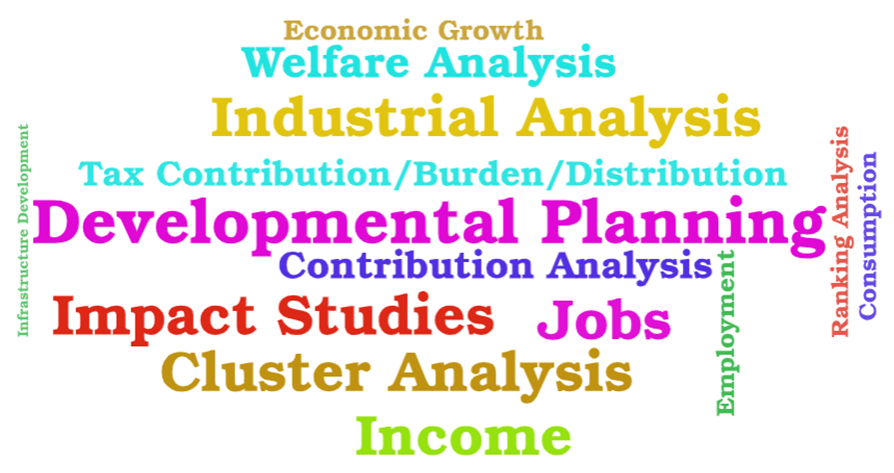 Economic Growth
Welfare Analysis
Industrial Analysis
Tax Contribution/Burden/Distribution
Developmental Planning
Contribution Analysis
Impact Studies
Jobs
Cluster Analysis
Income
Infrastructure Development
Employment
Ranking Analysis
Consumption